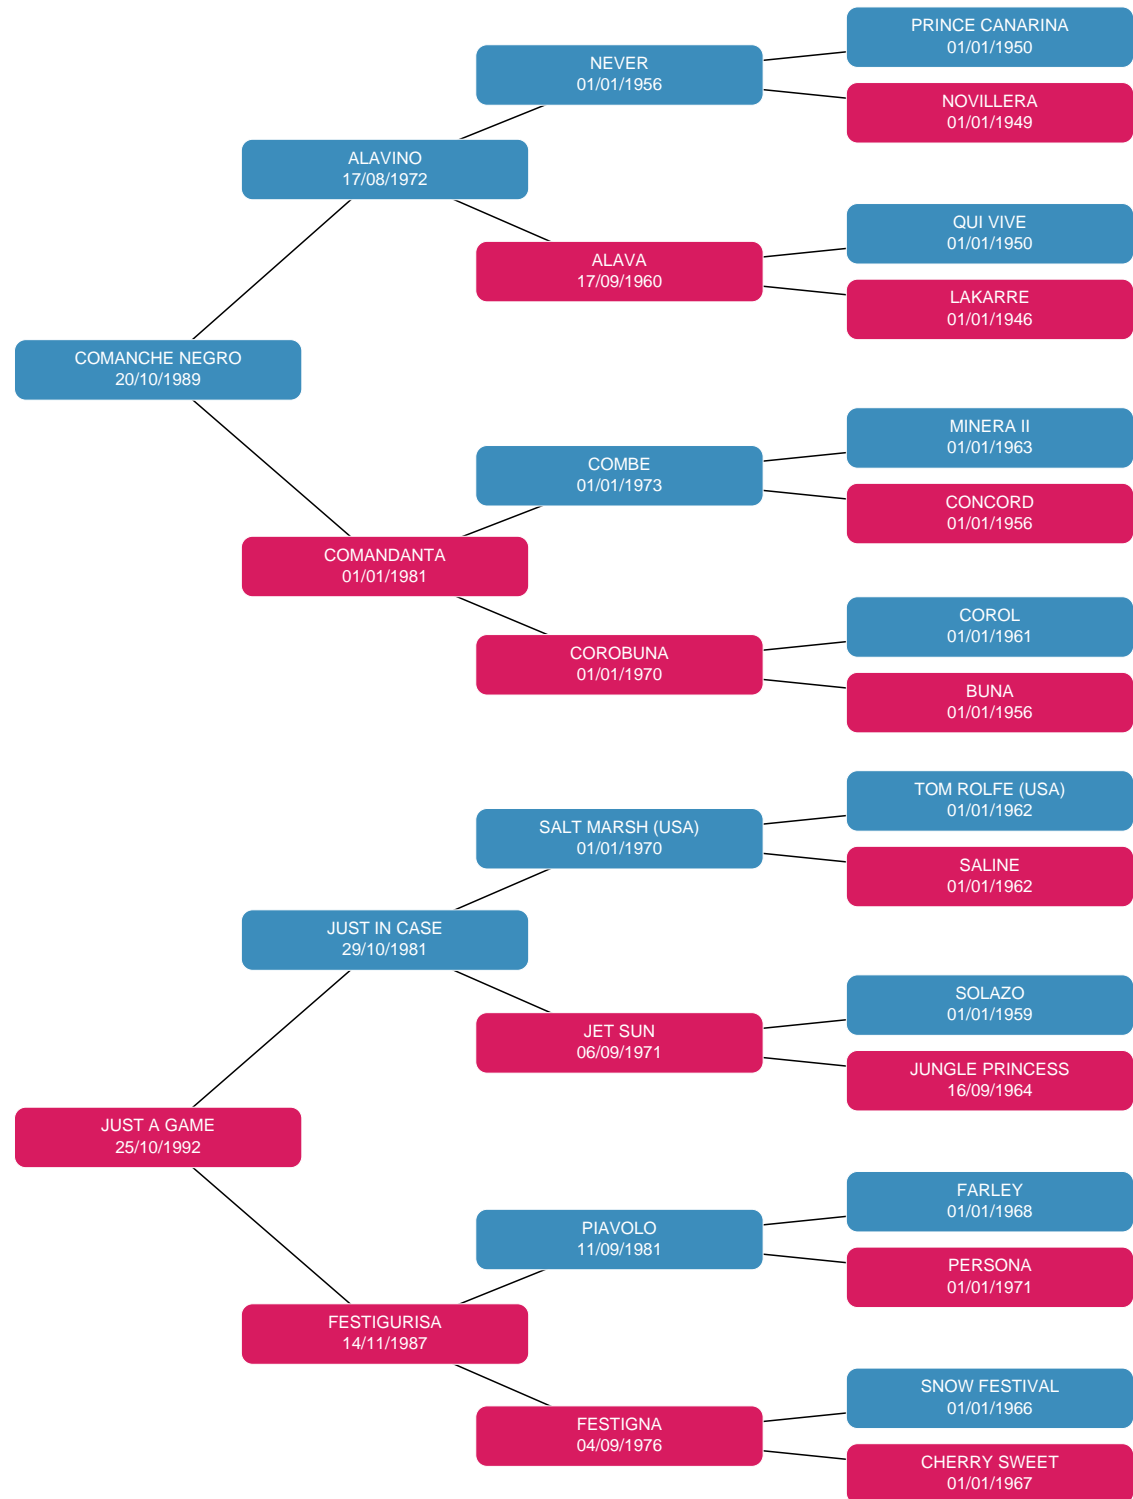 PRINCE CANARINA
01/01/1950
NEVER
01/01/1956
NOVILLERA
01/01/1949
ALAVINO
17/08/1972
QUI VIVE
01/01/1950
ALAVA
17/09/1960
LAKARRE
01/01/1946
COMANCHE NEGRO
20/10/1989
MINERA II
01/01/1963
COMBE
01/01/1973
CONCORD
01/01/1956
COMANDANTA
01/01/1981
COROL
01/01/1961
COROBUNA
01/01/1970
BUNA
01/01/1956
TOM ROLFE (USA)
01/01/1962
SALT MARSH (USA)
01/01/1970
SALINE
01/01/1962
JUST IN CASE
29/10/1981
SOLAZO
01/01/1959
JET SUN
06/09/1971
JUNGLE PRINCESS
16/09/1964
JUST A GAME
25/10/1992
FARLEY
01/01/1968
PIAVOLO
11/09/1981
PERSONA
01/01/1971
FESTIGURISA
14/11/1987
SNOW FESTIVAL
01/01/1966
FESTIGNA
04/09/1976
CHERRY SWEET
01/01/1967